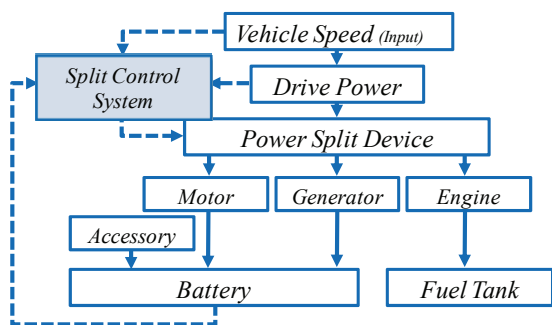 Vehicle Speed (Input)
Split Control
System
Drive Power
Power Split Device
Motor
Generator
Engine
Accessory
Battery
Fuel Tank